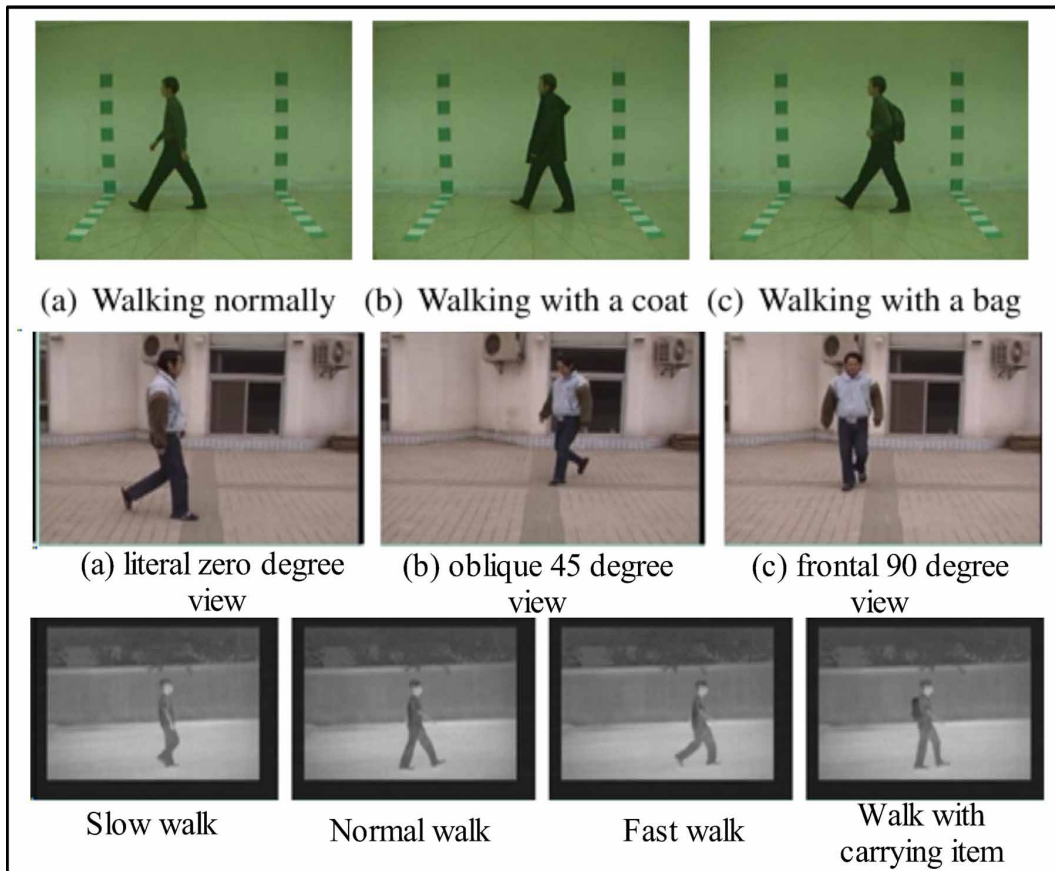 (a) Walking normally (b) Walking with a coat (c) Walking with a bag
(a) literal zero degree
view
(b) oblique 45 degree
view
(c) frontal 90 degree
view
Slow walk
Normal walk
Fast walk
Walk with
carrying item